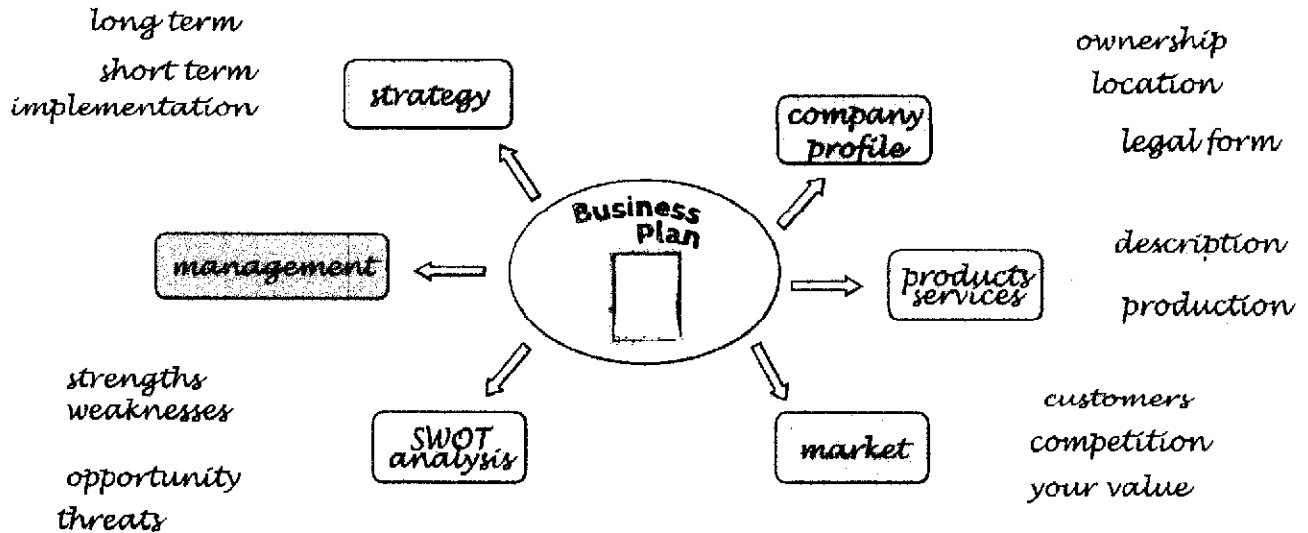 long term
short term
implementation
strategy
ownership
location
legal form
company
profile
Business
Plan
management
products
services
description
production
strengths
weaknesses
opportunity
threats
SWOT
analysis
market
customers
competition
your value